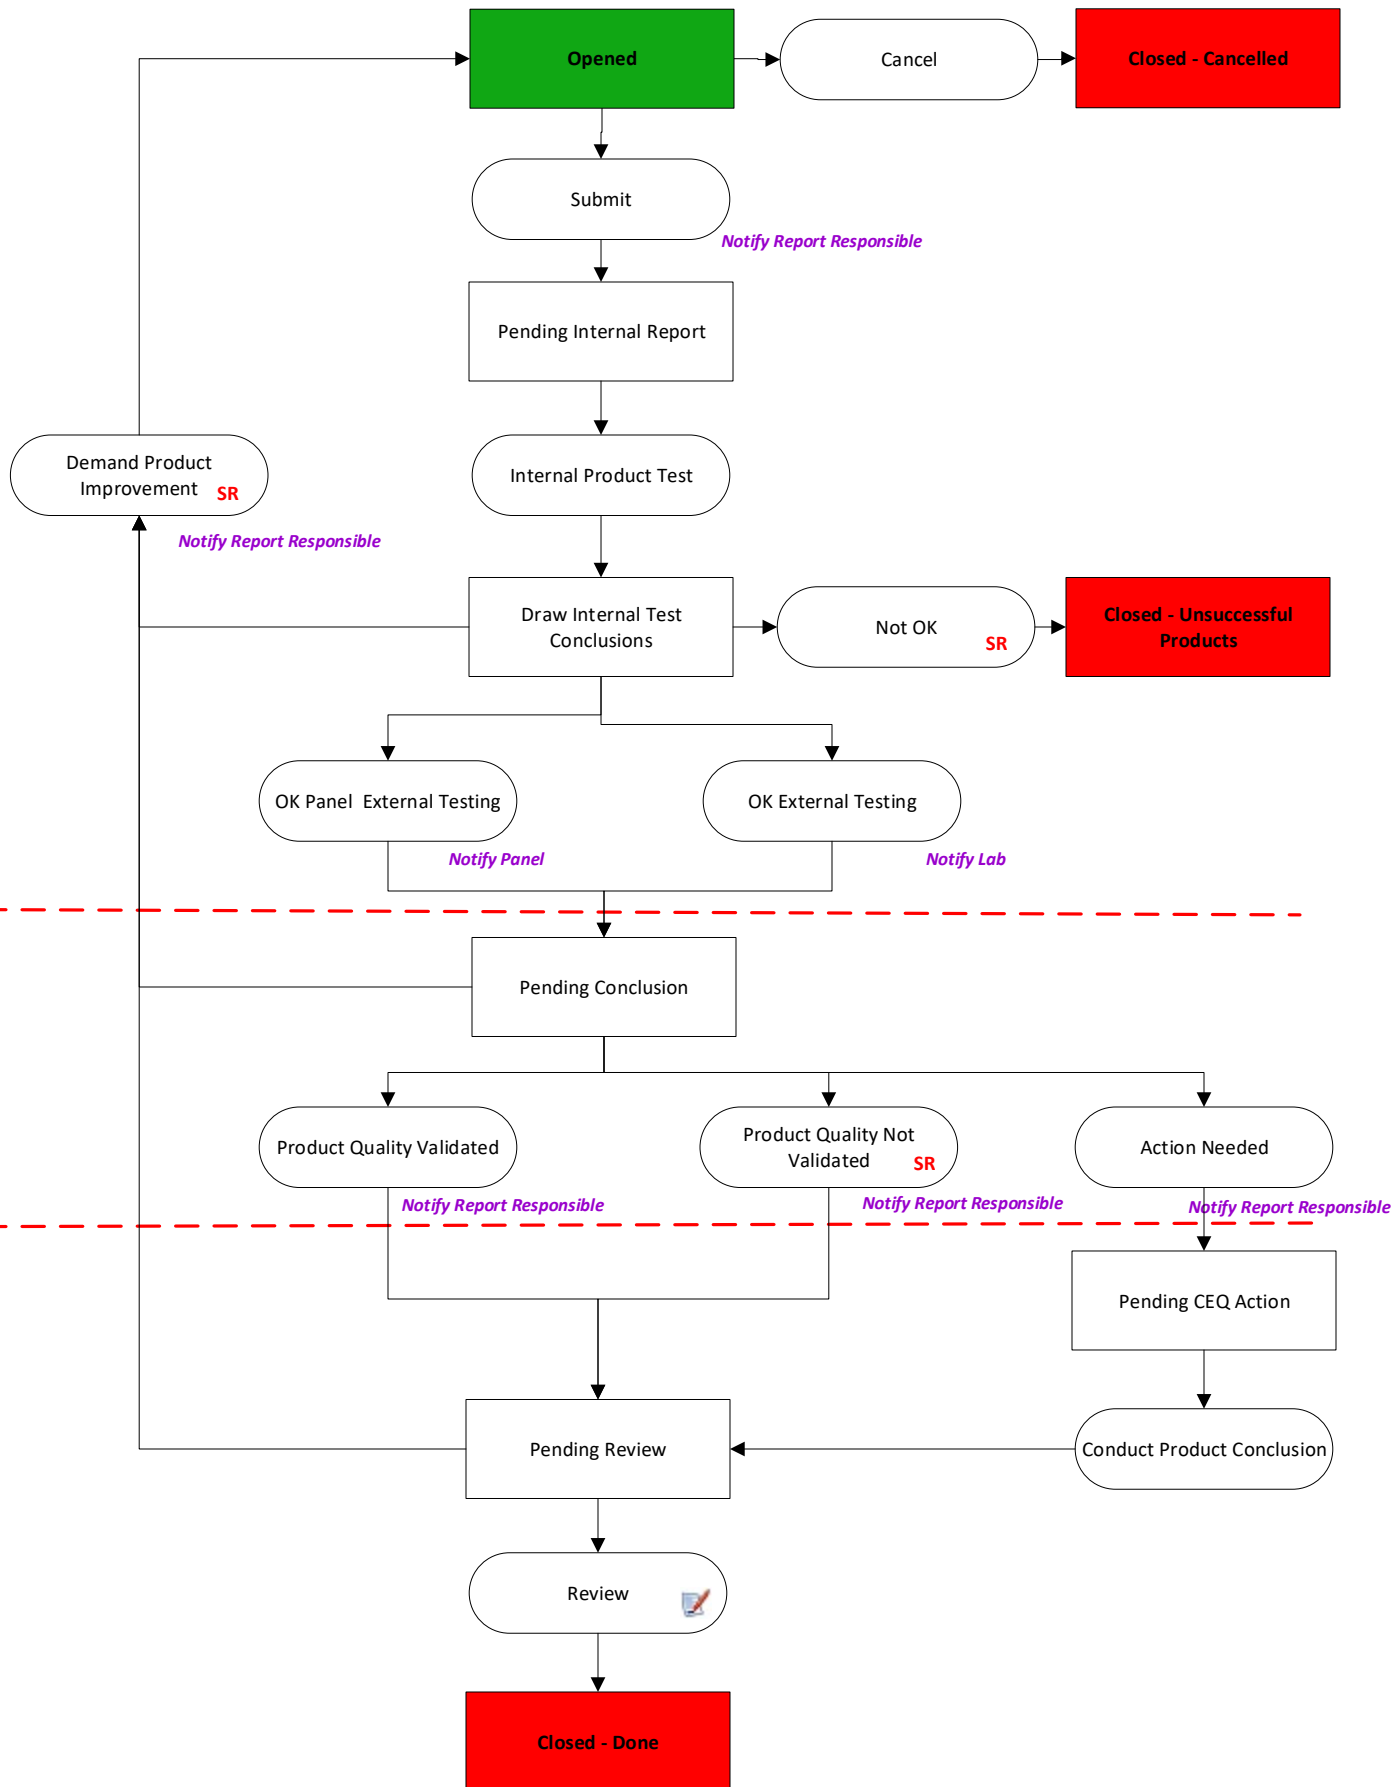 Opened
Cancel
Closed - Cancelled
Submit
Notify Report Responsible
Pending Internal Report
Demand Product
Improvement
SR
Internal Product Test
Notify Report Responsible
Draw Internal Test
Conclusions
Not OK
SR
Closed - Unsuccessful
Products
OK Panel  External Testing
OK External Testing
Notify Panel
Notify Lab
Pending Conclusion
Product Quality Validated
Product Quality Not
Validated
SR
Action Needed
Notify Report Responsible
Notify Report Responsible
Notify Report Responsible
Pending CEQ Action
Pending Review
Conduct Product Conclusion
Review
Closed - Done